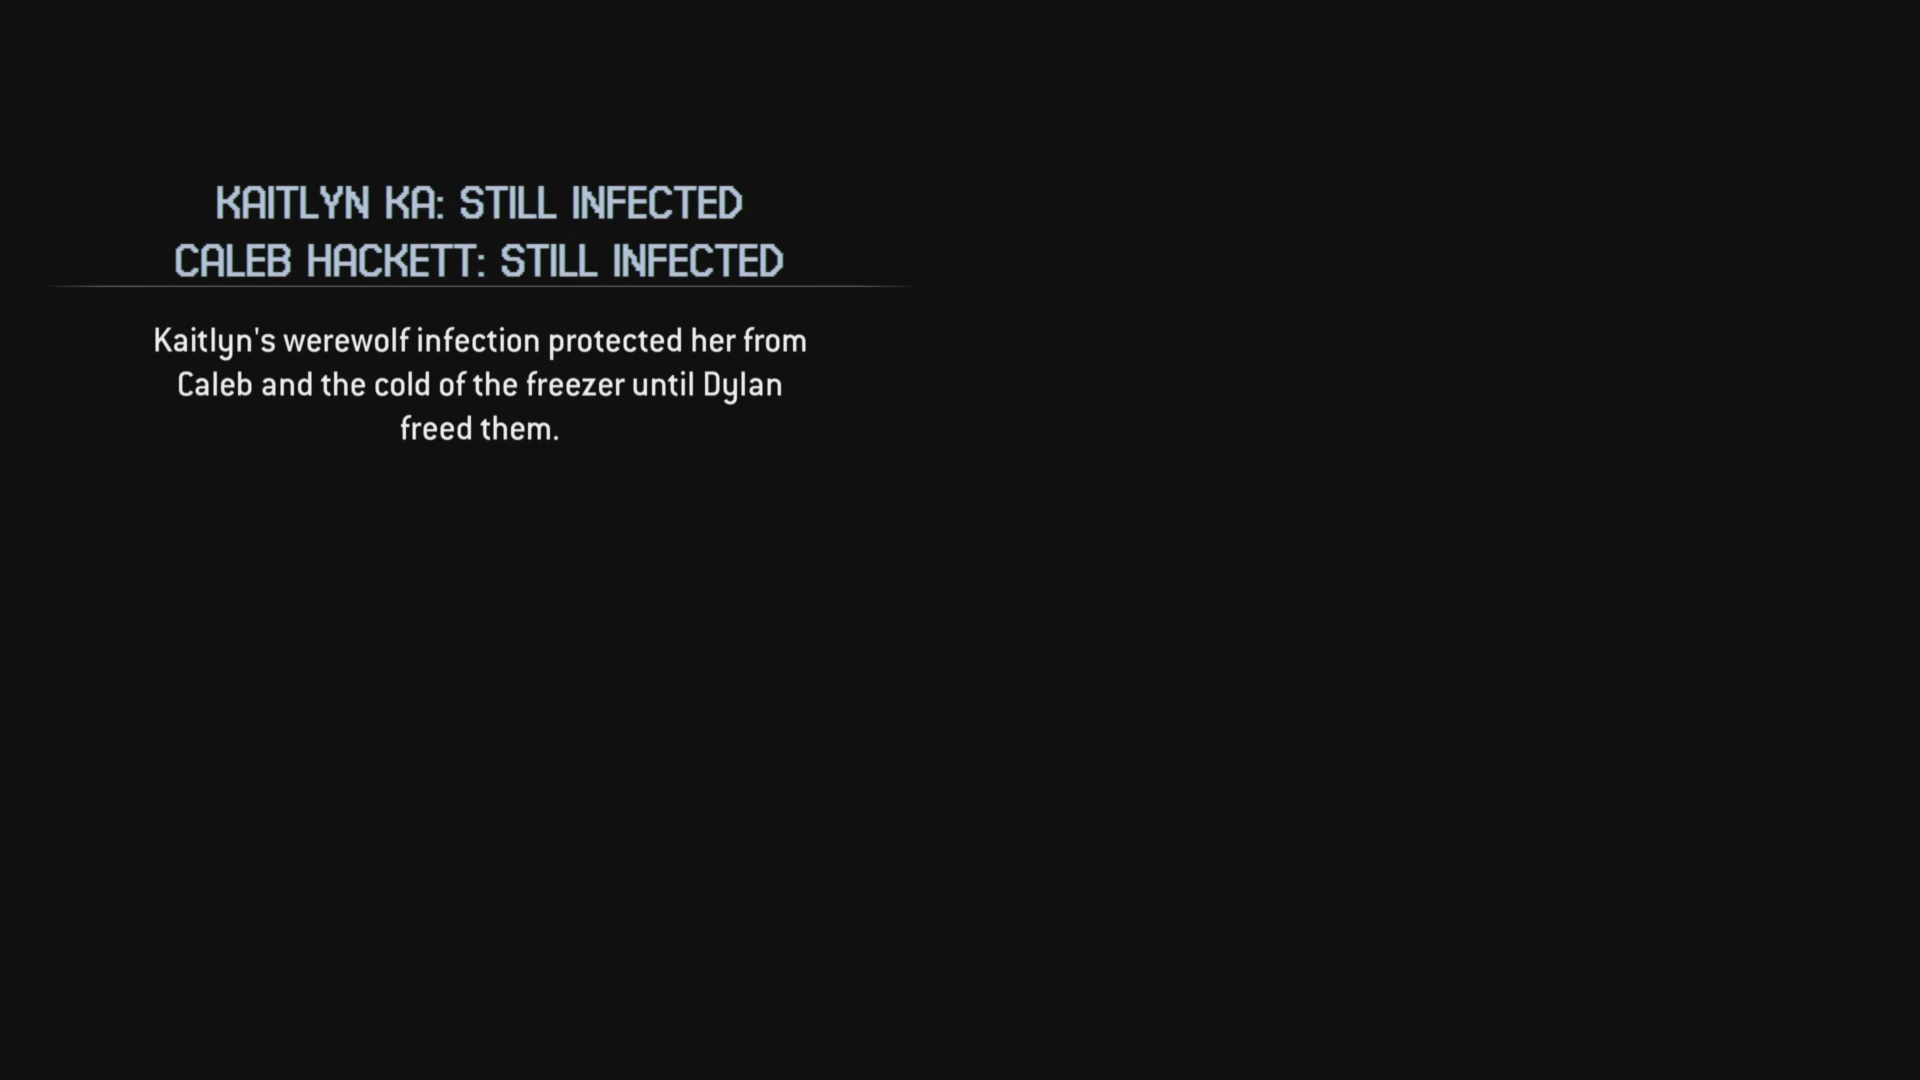 KAITLYN KA: STILL INFECTED
CALEB HACKETT: STILL INFECTED
Kaitlyn's werewolf infection protected her from
Caleb and the cold of the freezer until Dylan
freed them.